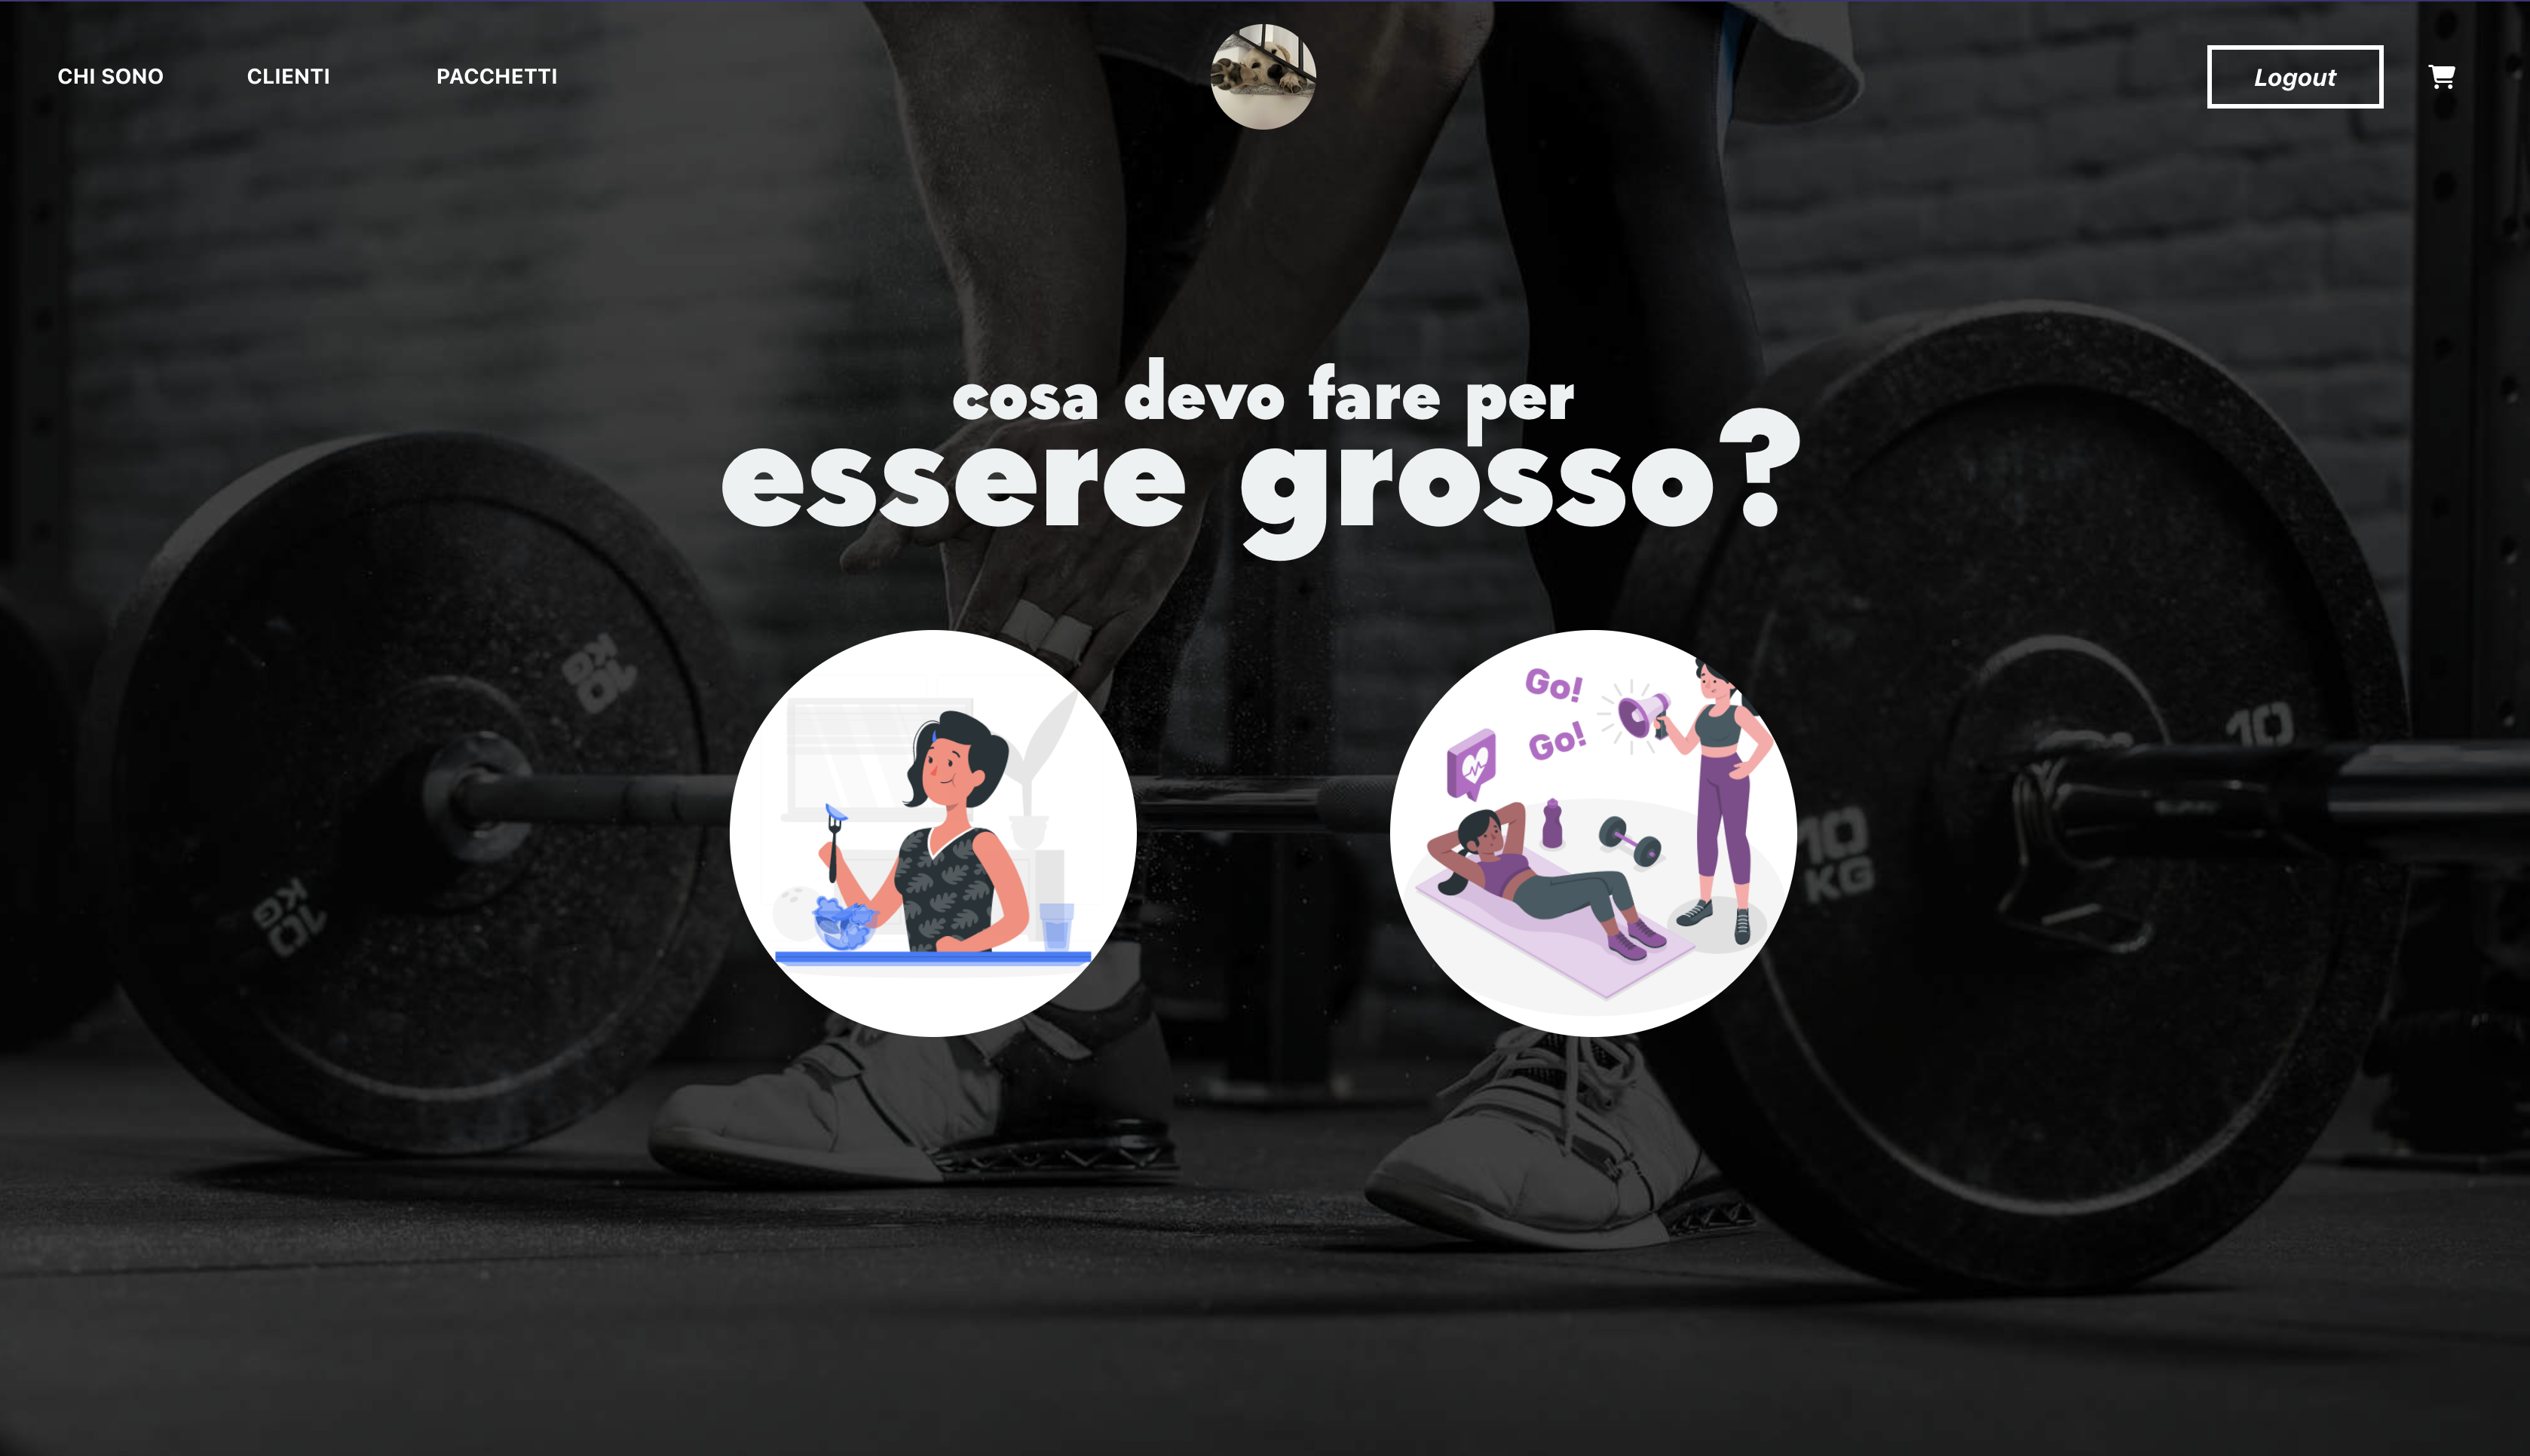 CHI SONO
CLIENTI
PACCHETTI
Logout
cosa devo fare per
essere grosso?
Go!
Go!
10
KG
10
KG
10
10
KG